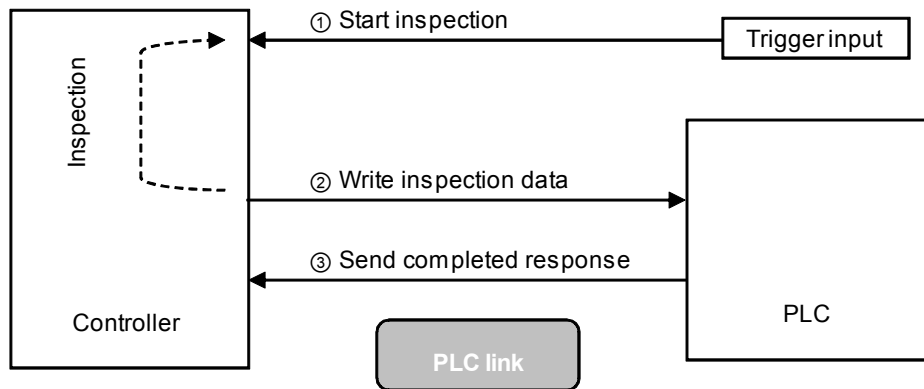 ① Start inspection
Trigger input
Inspection
② Write inspection data
③ Send completed response
Controller
PLC
PLC link